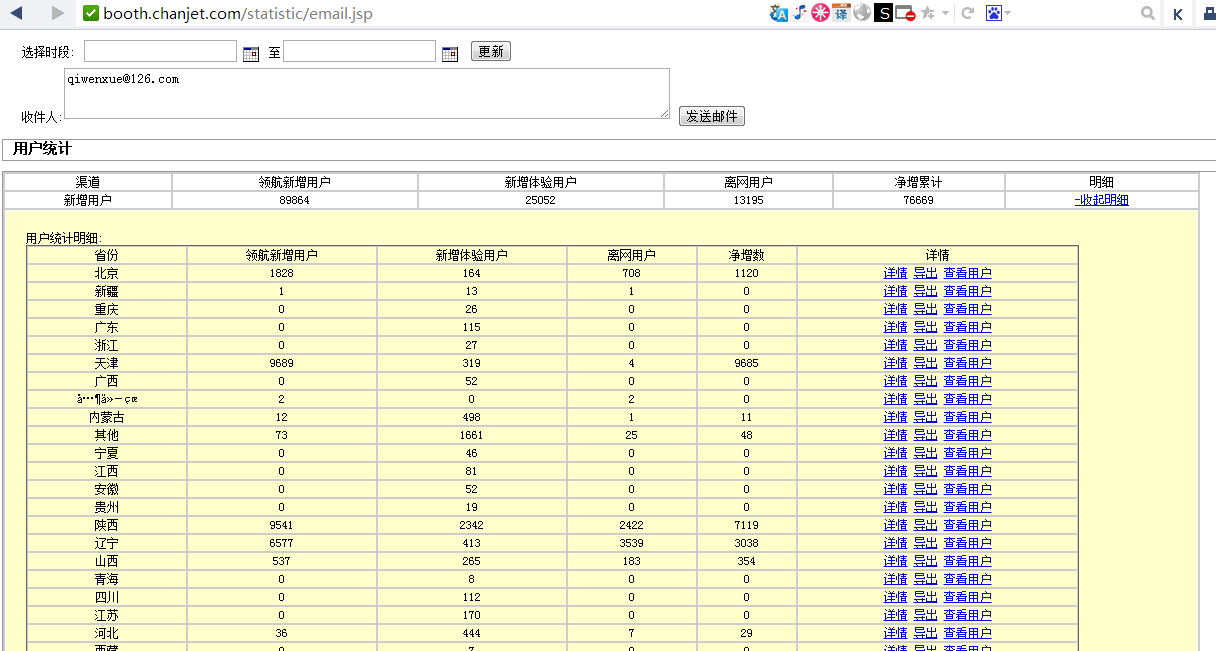 booth.chanjet.com/statistic/email.jsp
选择时段: 至 更新
qiwenxue@126.com
收件人: 发送邮件
用户统计
渠道 领航新增用户 新增体验用户 离网用户 净增累计 明细
新增用户 89864 25052 13195 76669 -收起明细
用户统计明细:
省份 领航新增用户 新增体验用户 离网用户 净增数 详情
北京 1828 164 708 1120 详情 导出 查看用户
新疆 1 13 1 0 详情 导出 查看用户
重庆 0 26 0 0 详情 导出 查看用户
广东 0 115 0 0 详情 导出 查看用户
浙江 0 27 0 0 详情 导出 查看用户
天津 9689 319 4 9685 详情 导出 查看用户
广西 0 52 0 0 详情 导出 查看用户
2 0 2 0 详情 导出 查看用户
内蒙古 12 498 1 11 详情 导出 查看用户
其他 73 1661 25 48 详情 导出 查看用户
宁夏 0 46 0 0 详情 导出 查看用户
江西 0 81 0 0 详情 导出 查看用户
安徽 0 52 0 0 详情 导出 查看用户
贵州 0 19 0 0 详情 导出 查看用户
陕西 9541 2342 2422 7119 详情 导出 查看用户
辽宁 6577 413 3539 3038 详情 导出 查看用户
山西 537 265 183 354 详情 导出 查看用户
青海 0 8 0 0 详情 导出 查看用户
四川 0 112 0 0 详情 导出 查看用户
江苏 0 170 0 0 详情 导出 查看用户
河北 36 444 7 29 详情 导出 查看用户